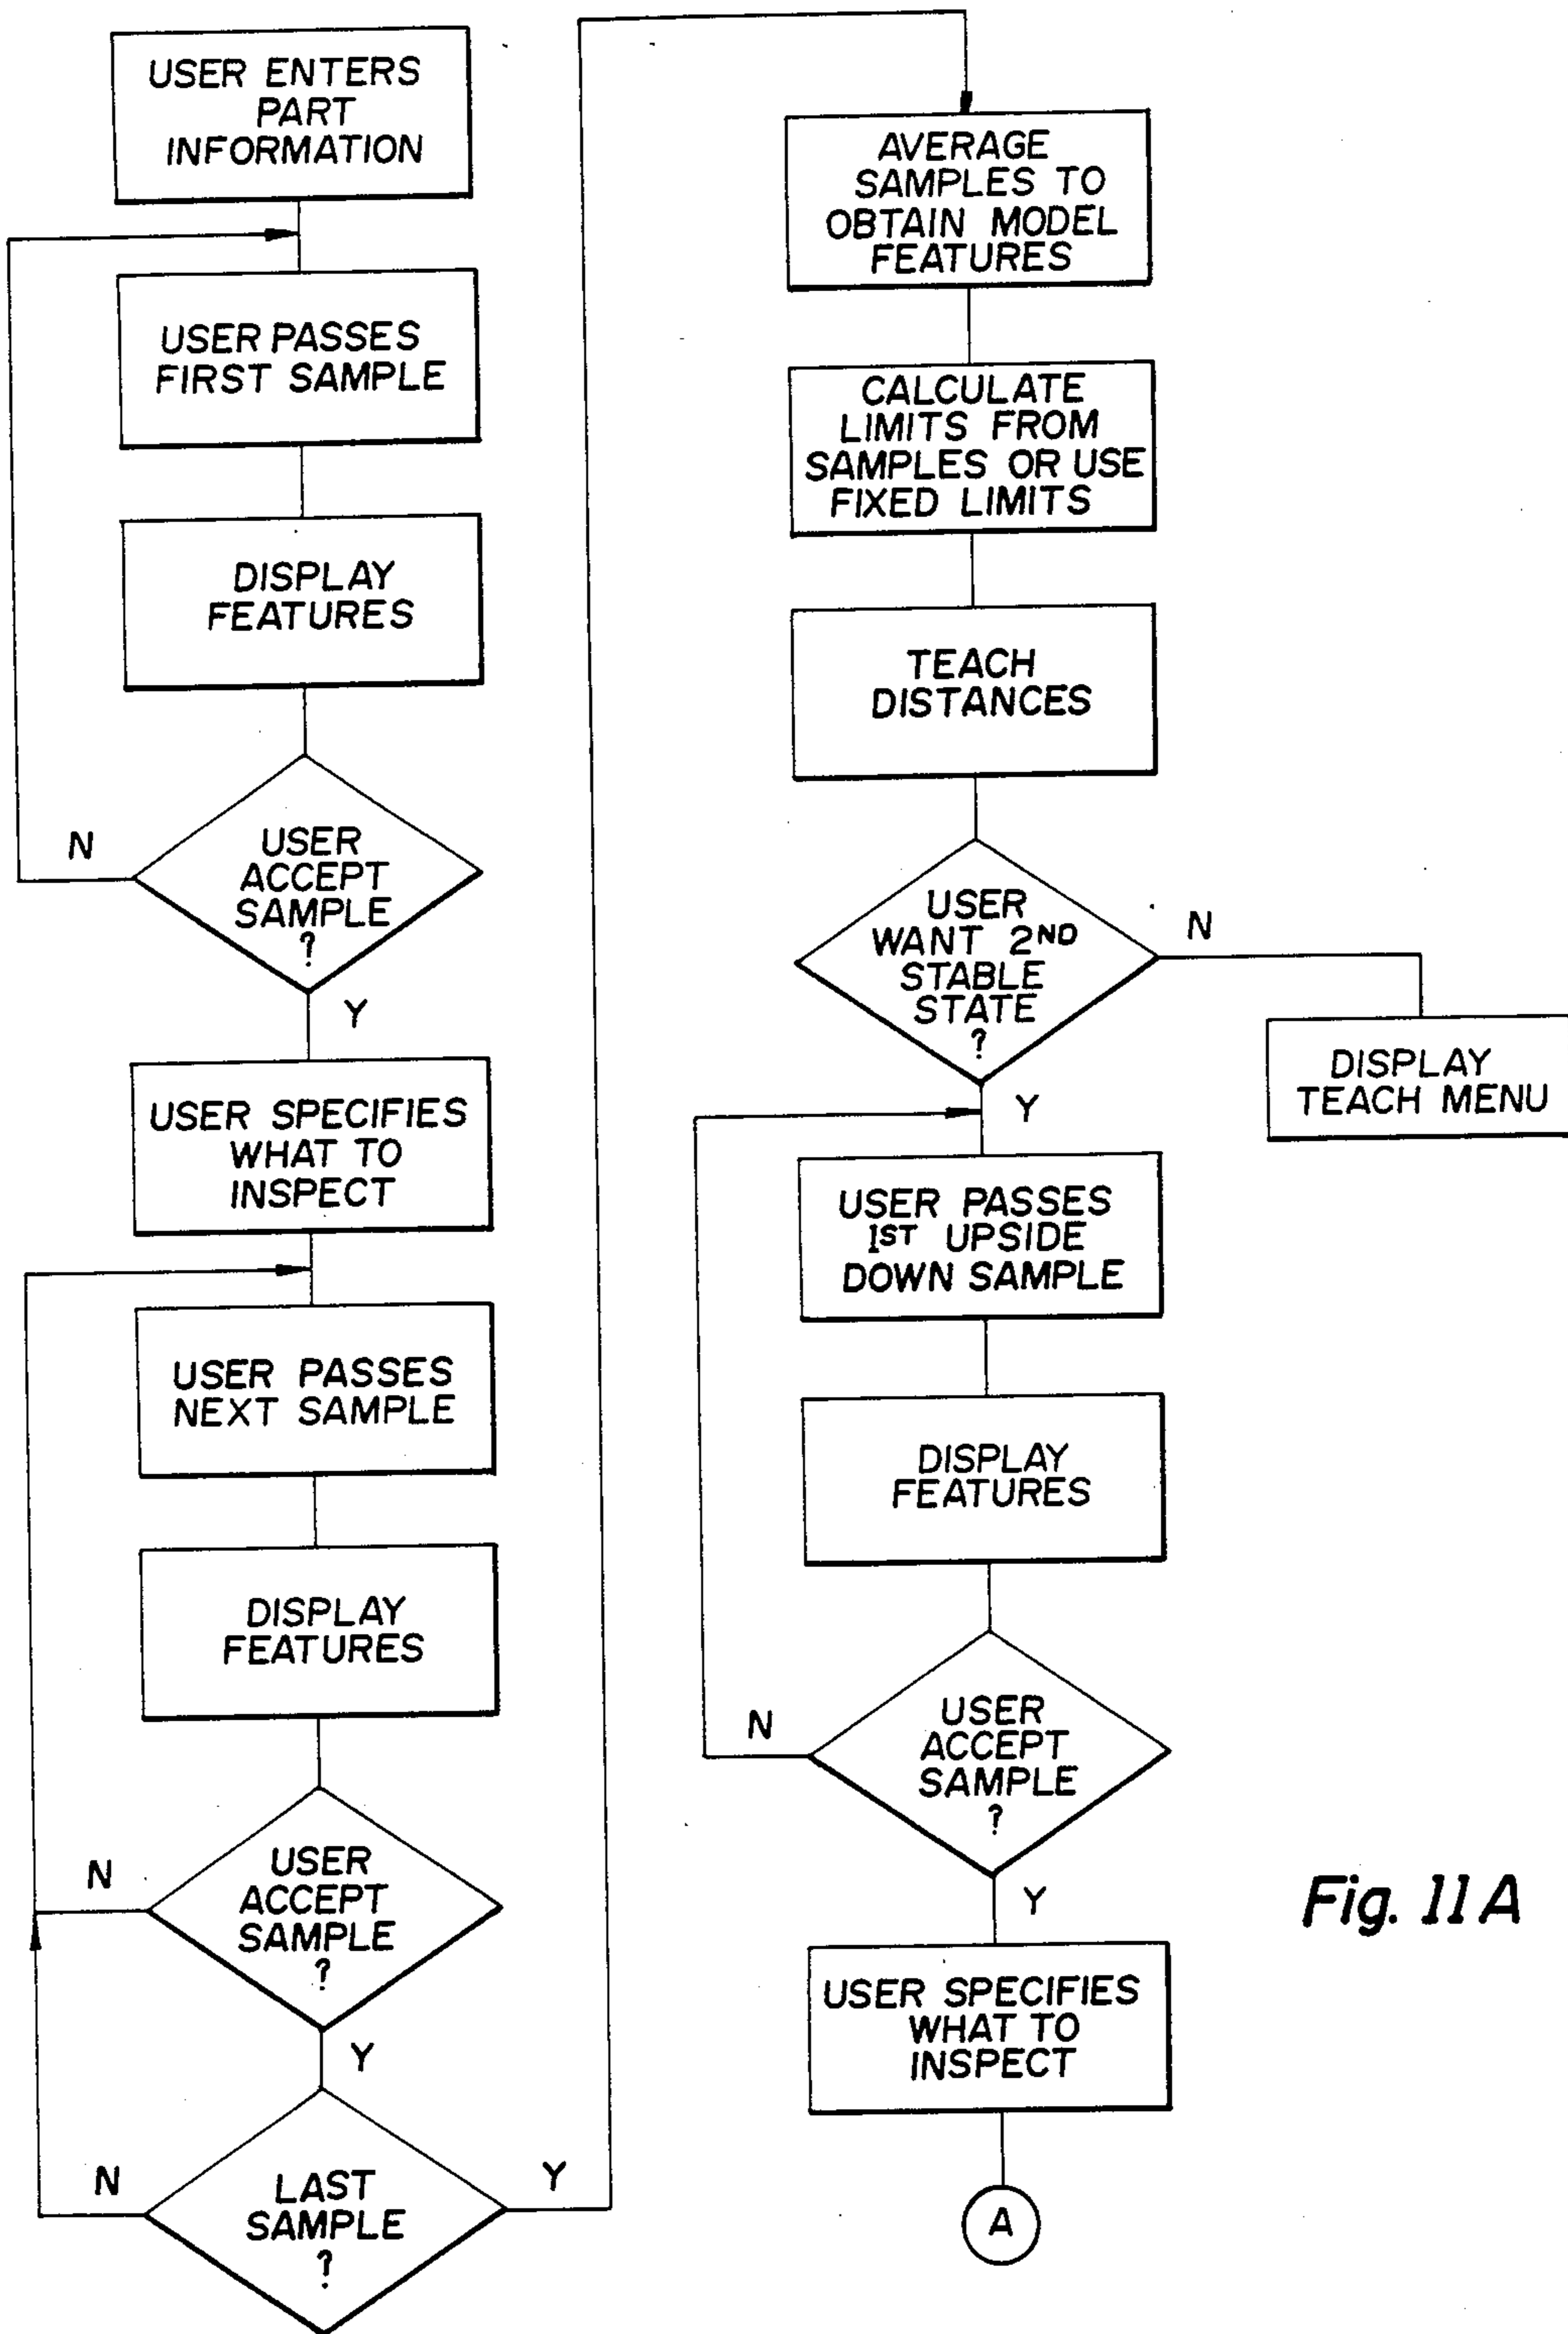 USER ENTERS
PART
INFORMATION
USER PASSES
FIRST SAMPLE
DISPLAY
FEATURES
USER
ACCEPT
SAMPLE
?
N
Y
USER SPECIFIES
WHAT TO
INSPECT
USER PASSES
NEXT SAMPLE
DISPLAY
FEATURES
USER
ACCEPT
SAMPLE
?
N
Y
LAST
SAMPLE
?
N
Y
AVERAGE
SAMPLES TO
OBTAIN MODEL
FEATURES
CALCULATE
LIMITS FROM
SAMPLES OR USE
FIXED LIMITS
TEACH
DISTANCES
USER
WANT 2ND
STABLE
STATE
?
N
DISPLAY
TEACH MENU
Y
USER PASSES
1ST UPSIDE
DOWN SAMPLE
DISPLAY
FEATURES
USER
ACCEPT
SAMPLE
?
N
Y
USER SPECIFIES
WHAT TO
INSPECT
A
Fig. 11A